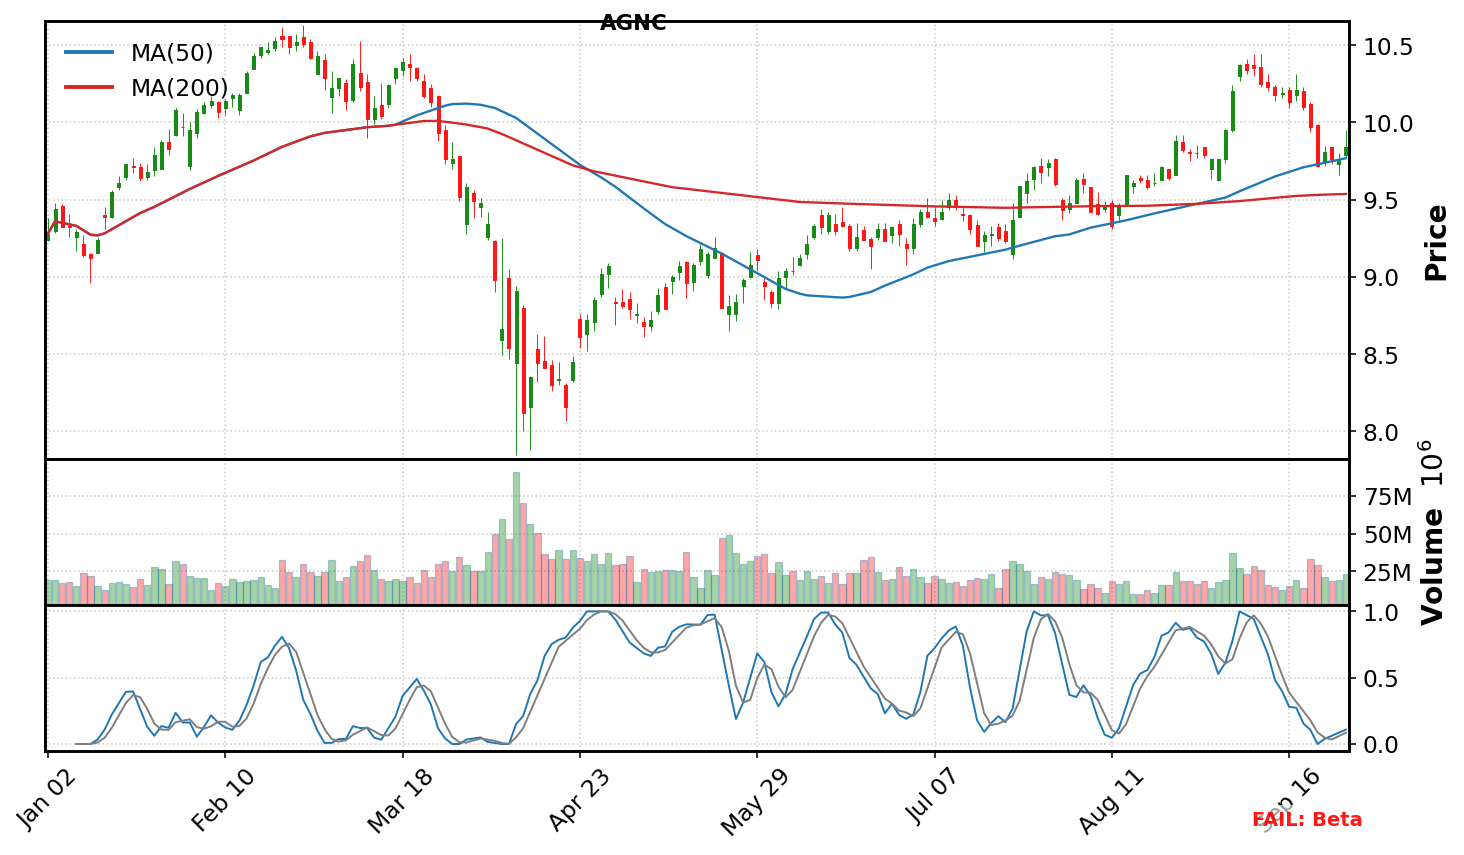 AGNC
MA(50)
MA(200)
10.5
10.0
9.5
9.0
8.5
8.0
Price
75M
50M
25M
Volume 10^6
1.0
0.5
0.0
Jan 02
Feb 10
Mar 18
Apr 23
May 29
Jul 07
Aug 11
Sep 16
FAIL: Beta